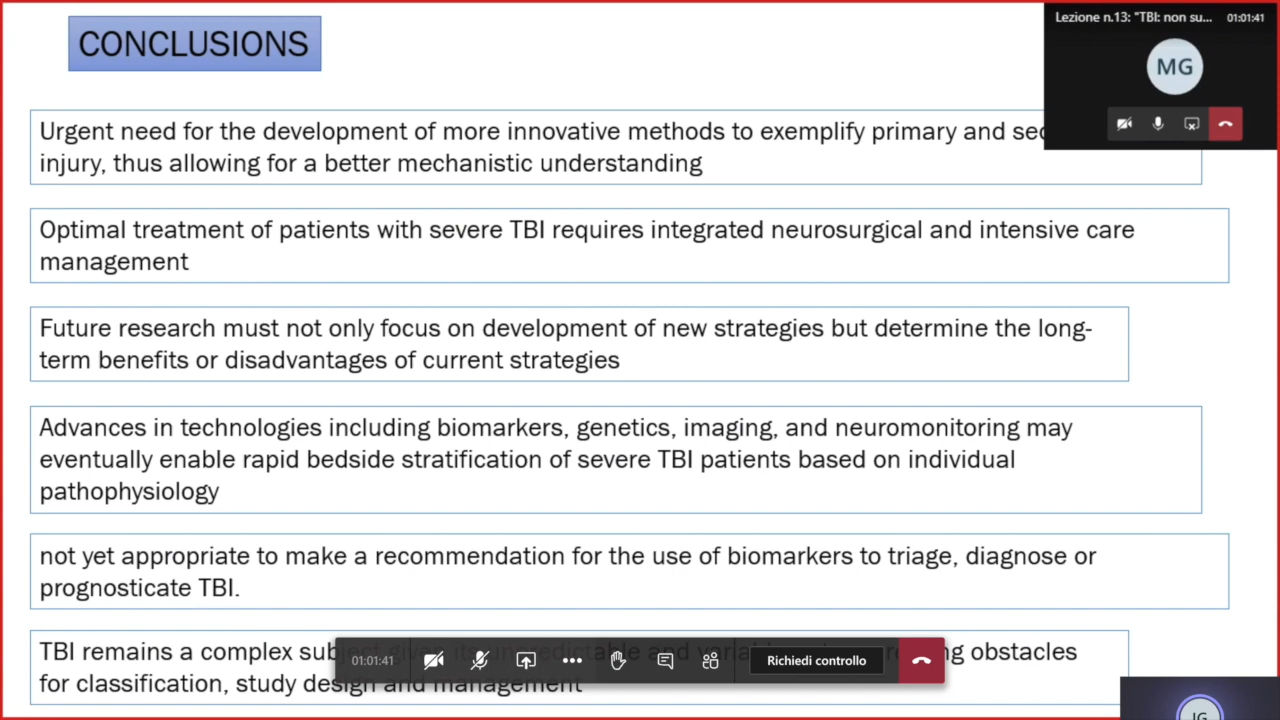 CONCLUSIONS
Lezione n.13: "TBI: non su... 01:01:41
MG
Urgent need for the development of more innovative methods to exemplify primary and
injury, thus allowing for a better mechanistic understanding
Optimal treatment of patients with severe TBI requires integrated neurosurgical and intensive care
management
Future research must not only focus on development of new strategies but determine the long-
term benefits or disadvantages of current strategies
Advances in technologies including biomarkers, genetics, imaging, and neuromonitoring may
eventually enable rapid bedside stratification of severe TBI patients based on individual
pathophysiology
not yet appropriate to make a recommendation for the use of biomarkers to triage, diagnose or
prognosticate TBI.
TBI remains a complex subject given its unpredictable and obstacles
for classification, study design and management
01:01:41
Richiedi controllo